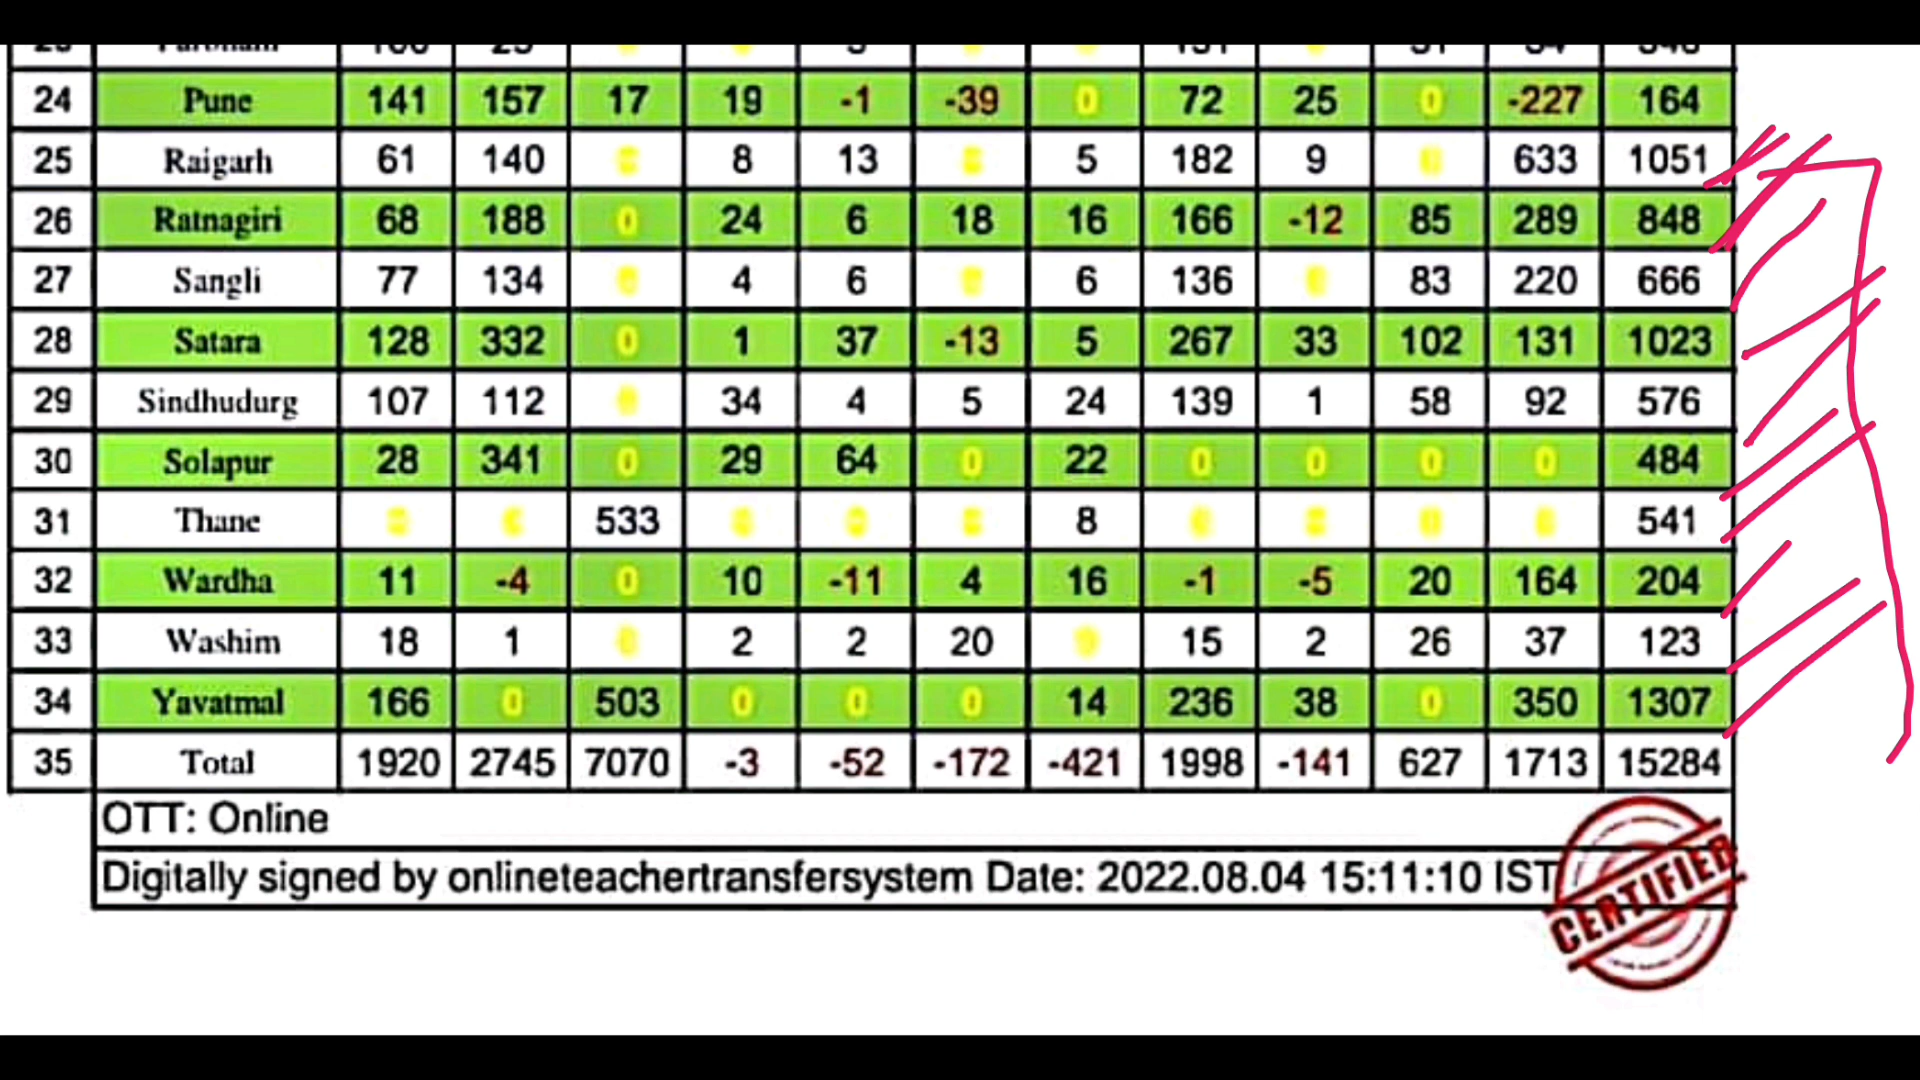 24 Pune 141 157 17 19 -1 -39 0 72 25 0 -227 164
25 Raigarh 61 140 8 13 5 182 9 0 633 1051
26 Ratnagiri 68 188 0 24 6 18 16 166 -12 85 289 848
27 Sangli 77 134 4 6 6 136 83 220 666
28 Satara 128 332 0 1 37 -13 5 267 33 102 131 1023
29 Sindhudurg 107 112 34 4 5 24 139 1 58 92 576
30 Solapur 28 341 0 29 64 0 22 0 0 0 0 484
31 Thane 533 8 0 541
32 Wardha 11 -4 0 10 -11 4 16 -1 -5 20 164 204
33 Washim 18 1 2 2 20 15 2 26 37 123
34 Yavatmal 166 0 503 0 0 0 14 236 38 0 350 1307
35 Total 1920 2745 7070 -3 -52 -172 -421 1998 -141 627 1713 15284
OTT: Online
Digitally signed by onlineteachertransfersystem Date: 2022.08.04 15:11:10 IST
CERTIFIED